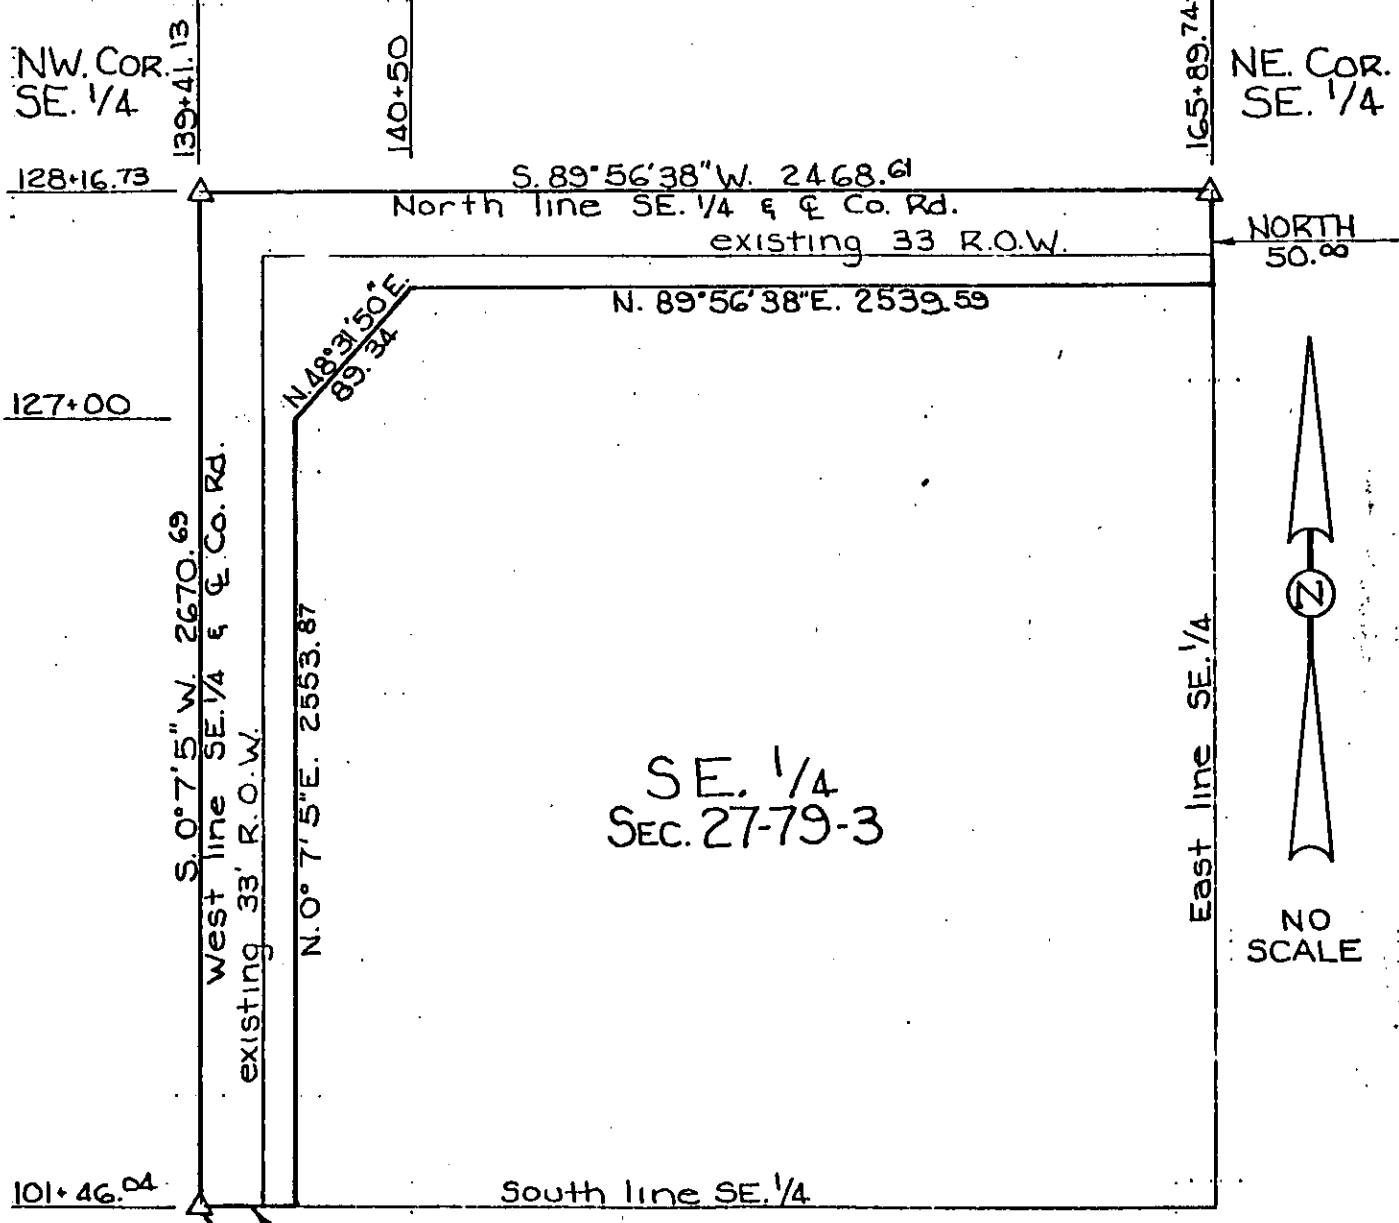 NW. COR.
SE. 1/4
139+41.13
140+50
165+89.74
NE. COR.
SE. 1/4
128+16.73
S. 89°56'38" W. 2468.61
North line SE. 1/4 & ℄ Co. Rd.
existing 33 R.O.W.
NORTH
50.00
N. 89°56'38"E. 2539.59
N. 48°31'50"E.
89.34
127+00
S. 0°7'5" W. 2670.69
West line SE. 1/4 & ℄ Co. Rd.
existing 33' R.O.W.
N. 0° 7' 5"E. 2553.87
SE. 1/4
SEC. 27-79-3
East line SE. 1/4
N
NO
SCALE
101+46.04
South line SE. 1/4